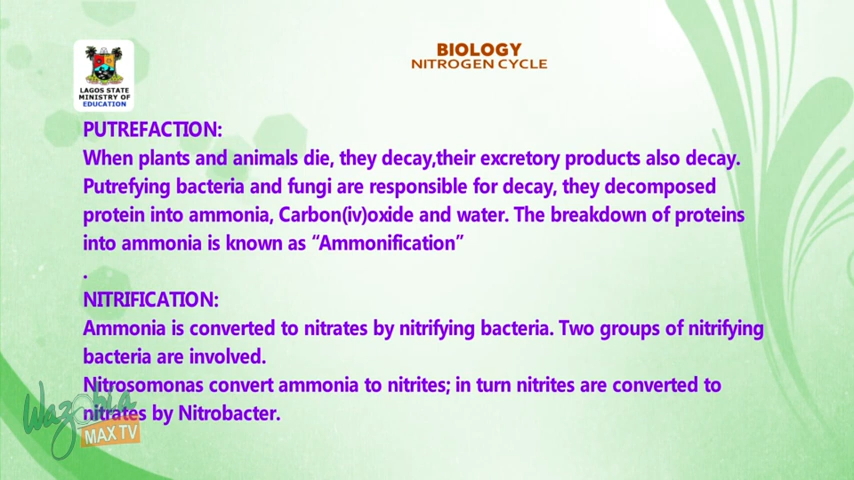 BIOLOGY
NITROGEN CYCLE
LAGOS STATE
MINISTRY OF
EDUCATION
PUTREFACTION:
When plants and animals die, they decay,their excretory products also decay.
Putrefying bacteria and fungi are responsible for decay, they decomposed
protein into ammonia, Carbon(iv)oxide and water. The breakdown of proteins
into ammonia is known as “Ammonification”
.
NITRIFICATION:
Ammonia is converted to nitrates by nitrifying bacteria. Two groups of nitrifying
bacteria are involved.
Nitrosomonas convert ammonia to nitrites; in turn nitrites are converted to
nitrates by Nitrobacter.
Wazobia
MAX TV